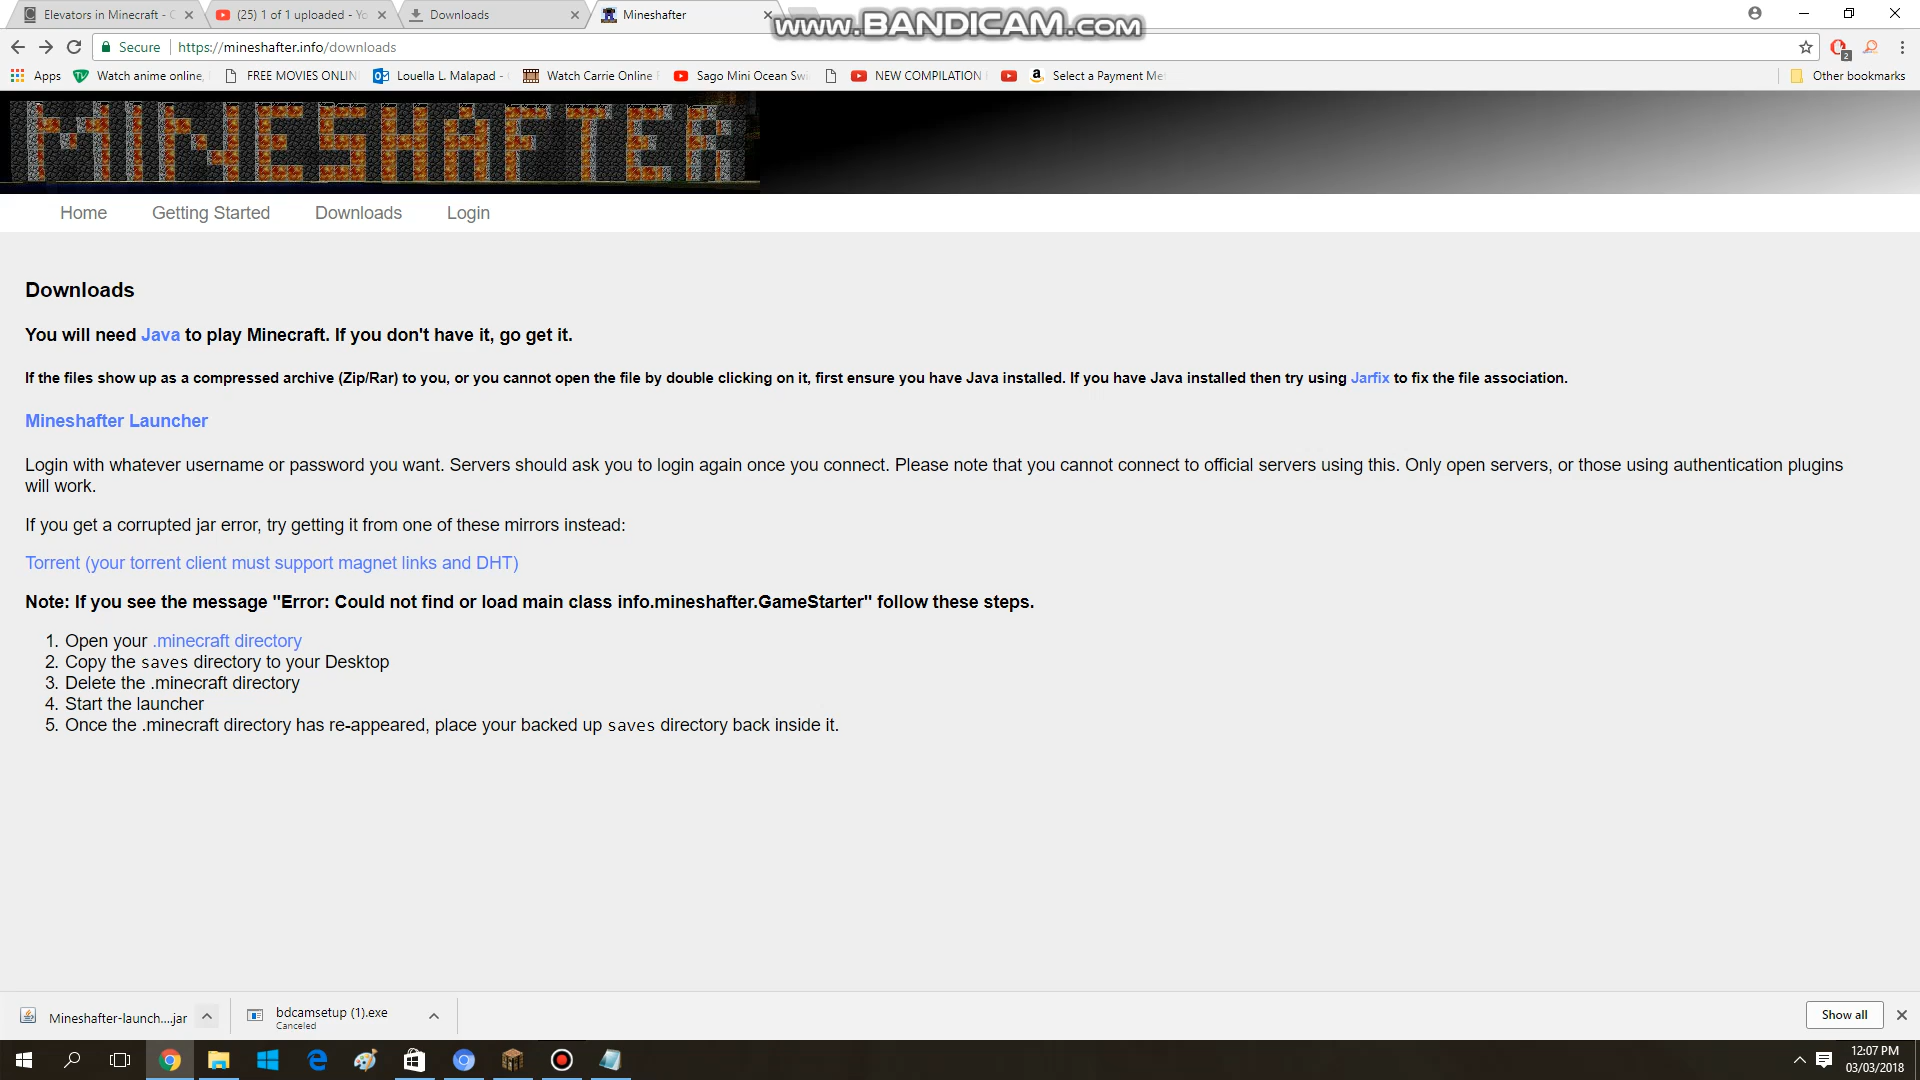 Elevators in Minecraft - C
(25) 1 of 1 uploaded - Yo
Downloads
Mineshafter
www.BANDICAM.com
Secure
https://mineshafter.info/downloads
2
Apps
Watch anime online,
FREE MOVIES ONLIN
Louella L. Malapad -
Watch Carrie Online F
Sago Mini Ocean Swi
NEW COMPILATION
Select a Payment Met
Other bookmarks
MINESHAFTER
Home
Getting Started
Downloads
Login
Downloads
You will need Java to play Minecraft. If you don't have it, go get it.
If the files show up as a compressed archive (Zip/Rar) to you, or you cannot open the file by double clicking on it, first ensure you have Java installed. If you have Java installed then try using Jarfix to fix the file association.
Mineshafter Launcher
Login with whatever username or password you want. Servers should ask you to login again once you connect. Please note that you cannot connect to official servers using this. Only open servers, or those using authentication plugins
will work.
If you get a corrupted jar error, try getting it from one of these mirrors instead:
Torrent (your torrent client must support magnet links and DHT)
Note: If you see the message "Error: Could not find or load main class info.mineshafter.GameStarter" follow these steps.
1. Open your .minecraft directory
2. Copy the saves directory to your Desktop
3. Delete the .minecraft directory
4. Start the launcher
5. Once the .minecraft directory has re-appeared, place your backed up saves directory back inside it.
Mineshafter-launch....jar
bdcamsetup (1).exe
Canceled
Show all
12:07 PM
03/03/2018